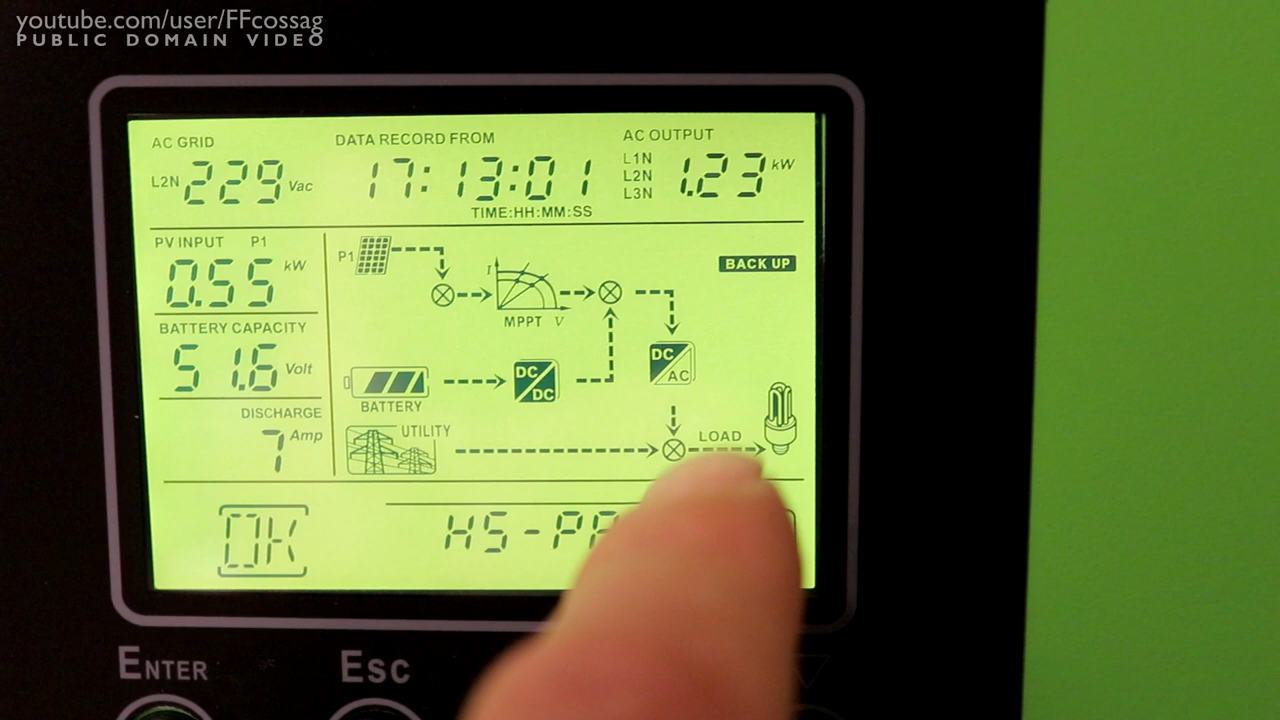 youtube.com/user/FFcossag
PUBLIC DOMAIN VIDEO
AC GRID
L2N 229 Vac
DATA RECORD FROM
17:13:01
TIME:HH:MM:SS
AC OUTPUT
L1N
L2N
L3N
1.23 kW
PV INPUT P1
0.55 kW
BATTERY CAPACITY
51.6 Volt
DISCHARGE
7 Amp
P1
I
MPPT V
BACK UP
DC
AC
DC
DC
BATTERY
UTILITY
LOAD
OK
HS-PA
ENTER
ESC